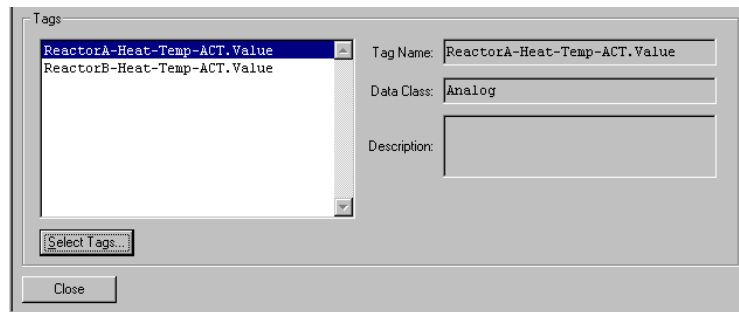 Tags
ReactorA-Heat-Temp-ACT.Value
ReactorB-Heat-Temp-ACT.Value
Tag Name: ReactorA-Heat-Temp-ACT.Value
Data Class: Analog
Description:
Select Tags...
Close